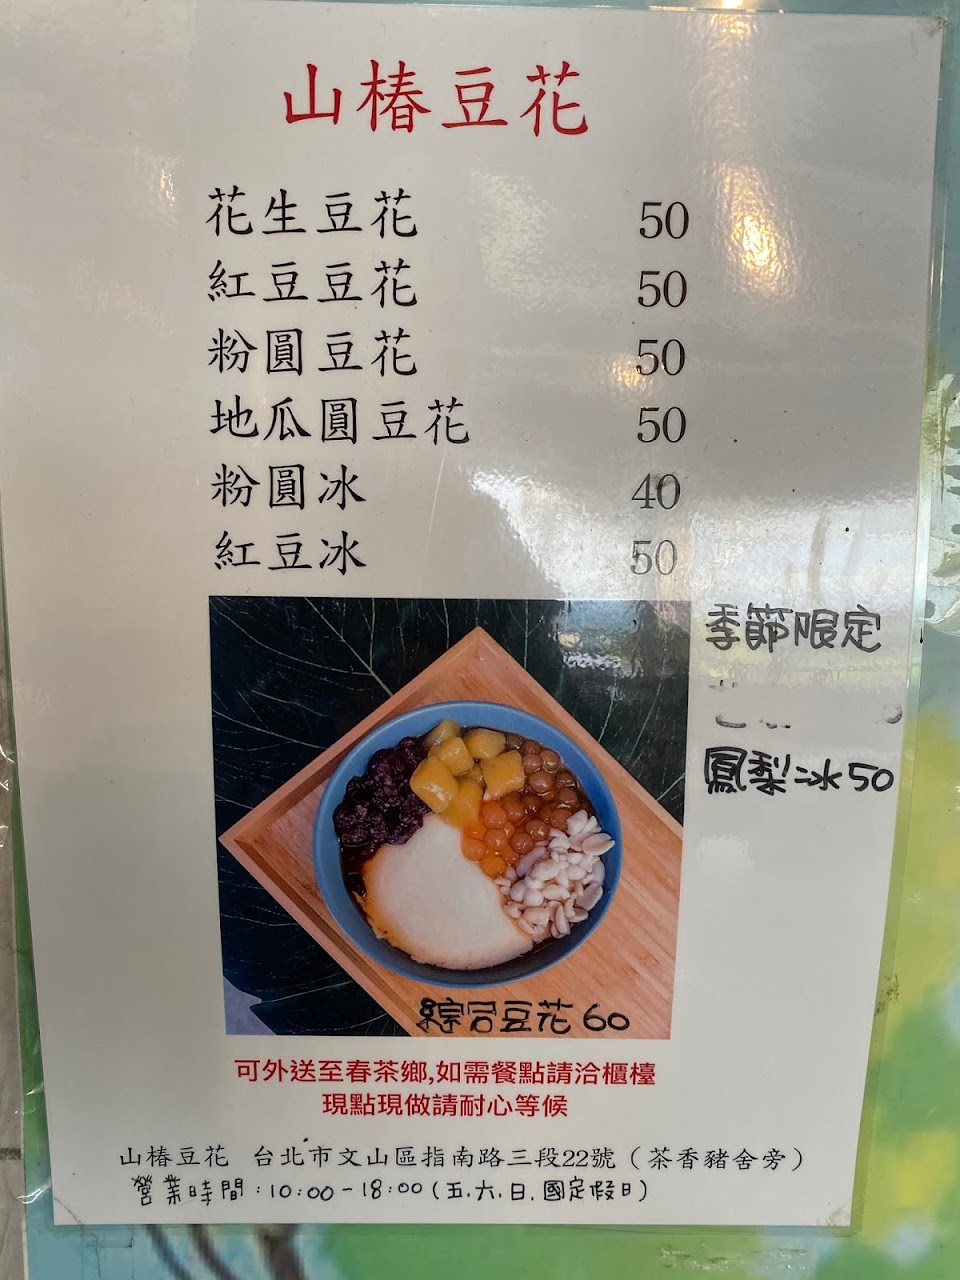 山椿豆花
花生豆花 50
紅豆豆花 50
粉圓豆花 50
地瓜圓豆花 50
粉圓冰 40
紅豆冰 50
季節限定
鳳梨冰50
綜合豆花 60
可外送至春茶鄉,如需餐點請洽櫃檯
現點現做請耐心等候
山椿豆花 台北市文山區指南路三段22號（茶香豬舍旁）
營業時間：10:00-18:00(五.六.日.國定假日)